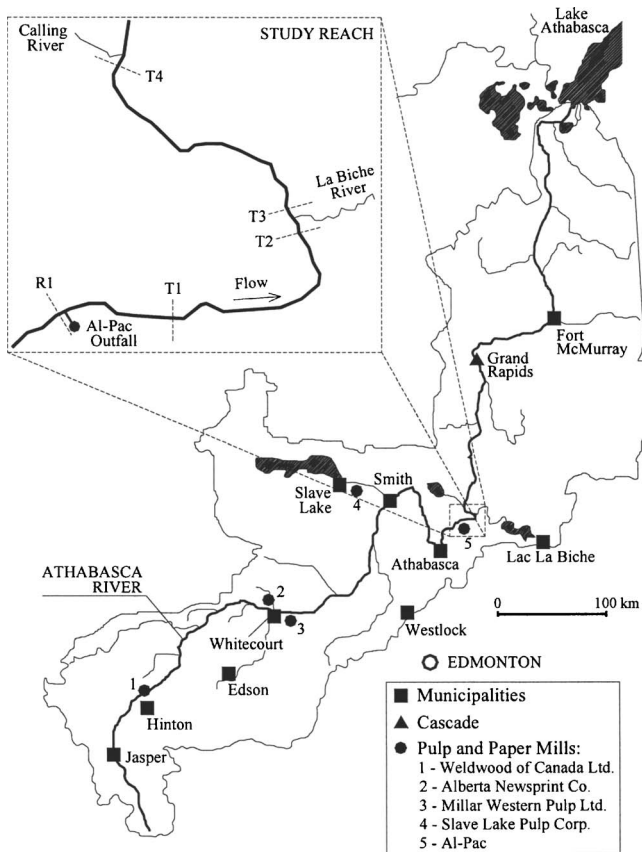 Lake
Athabasca
Calling
River
STUDY REACH
T4
La Biche
River
T3
T2
R1
T1
Flow
Al-Pac
Outfall
Fort
McMurray
Grand
Rapids
Smith
Slave
Lake
4
5
Athabasca
Lac La Biche
ATHABASCA
RIVER
2
0
100 km
Whitecourt
3
Westlock
EDMONTON
Edson
1
Hinton
Jasper
Municipalities
Cascade
Pulp and Paper Mills:
1 - Weldwood of Canada Ltd.
2 - Alberta Newsprint Co.
3 - Millar Western Pulp Ltd.
4 - Slave Lake Pulp Corp.
5 - Al-Pac